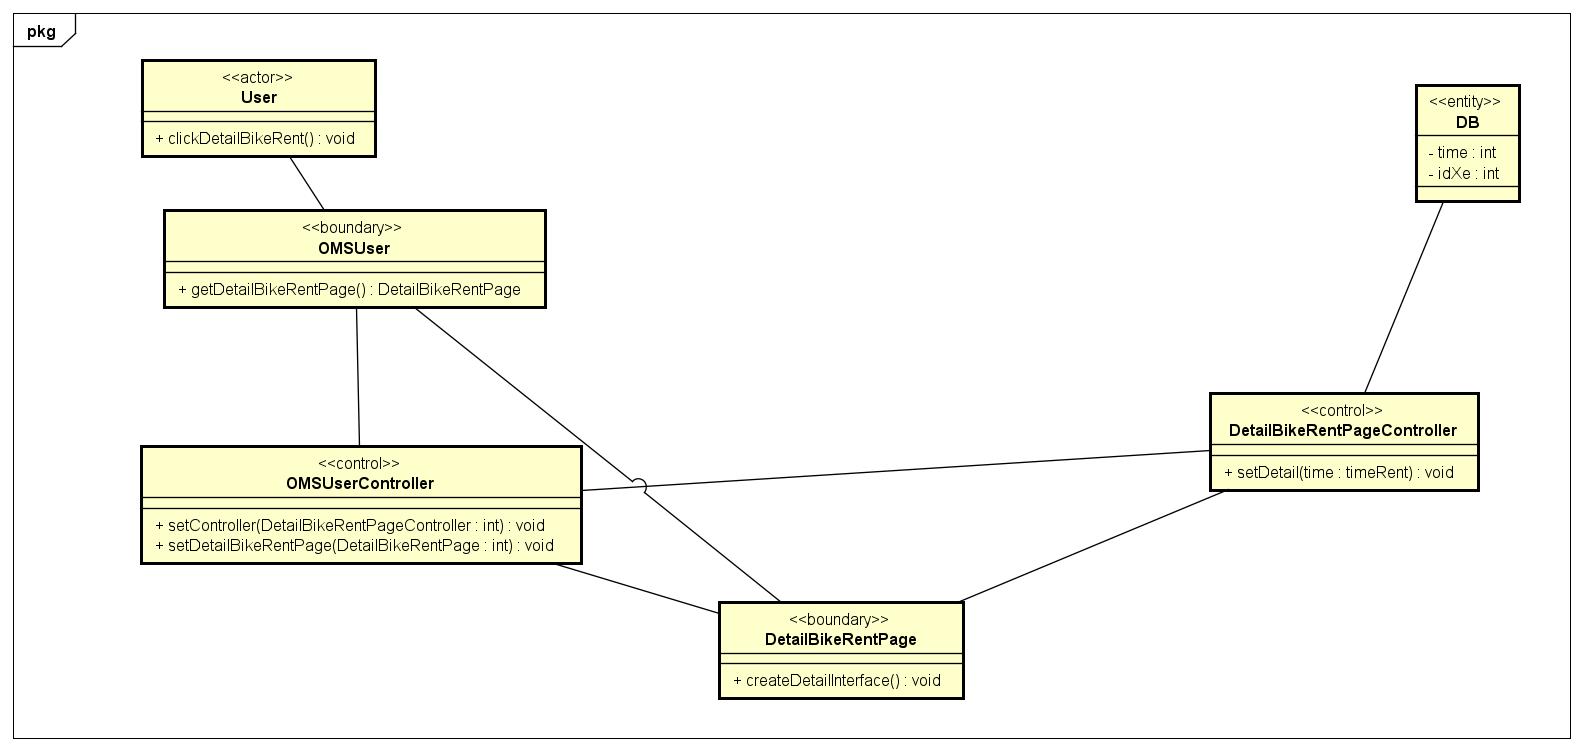 pkg
<<actor>>
User
+ clickDetailBikeRent() : void
<<entity>>
DB
- time : int
- idXe : int
<<boundary>>
OMSUser
+ getDetailBikeRentPage() : DetailBikeRentPage
<<control>>
DetailBikeRentPageController
+ setDetail(time : timeRent) : void
<<control>>
OMSUserController
+ setController(DetailBikeRentPageController : int) : void
+ setDetailBikeRentPage(DetailBikeRentPage : int) : void
<<boundary>>
DetailBikeRentPage
+ createDetailInterface() : void